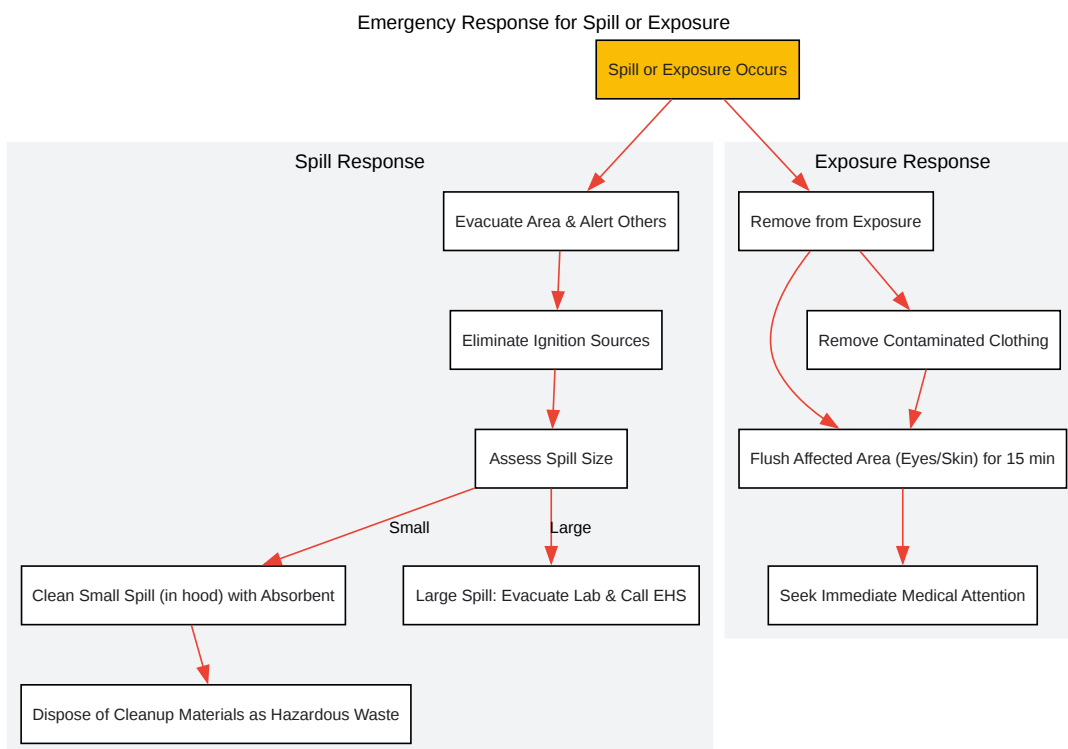 Emergency Response for Spill or Exposure
Spill or Exposure Occurs
Spill Response
Evacuate Area & Alert Others
Eliminate Ignition Sources
Assess Spill Size
Small
Large
Clean Small Spill (in hood) with Absorbent
Large Spill: Evacuate Lab & Call EHS
Dispose of Cleanup Materials as Hazardous Waste
Exposure Response
Remove from Exposure
Remove Contaminated Clothing
Flush Affected Area (Eyes/Skin) for 15 min
Seek Immediate Medical Attention